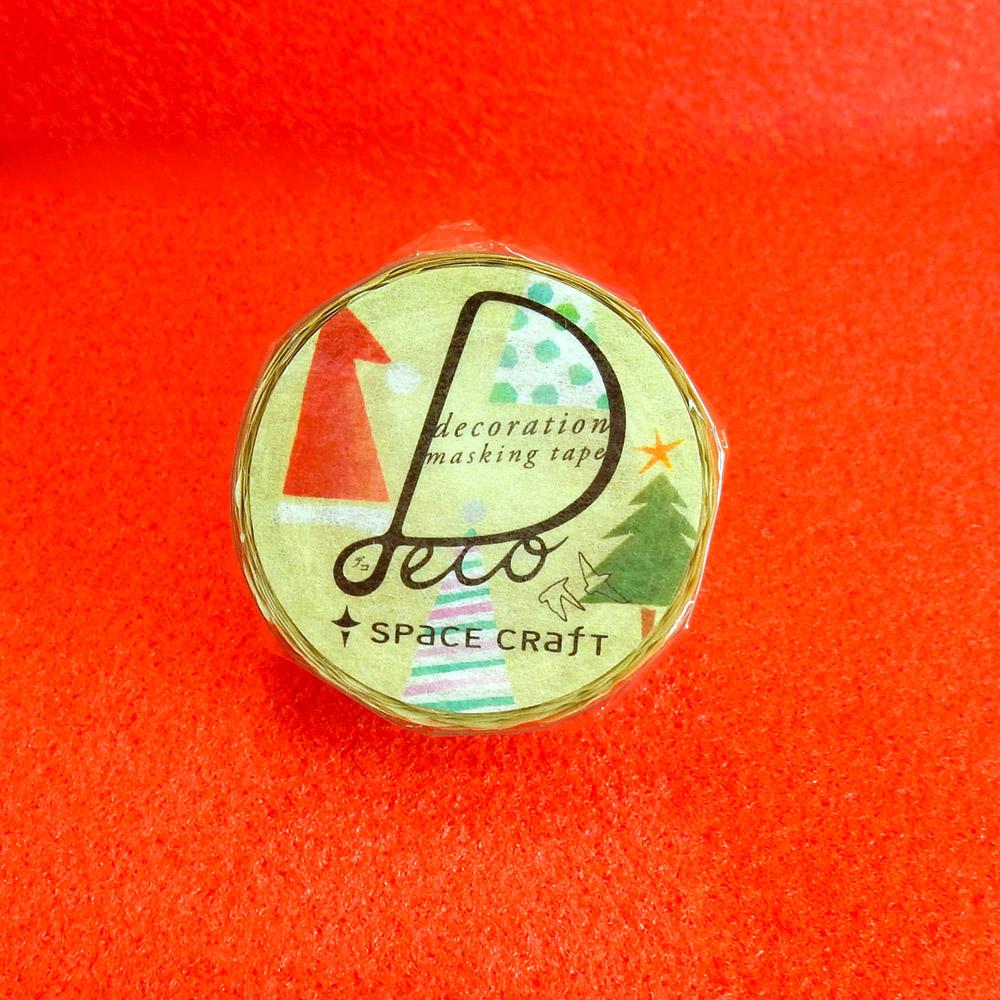 D
decoration
masking tape
deco
デコ
SPaCE CRafT